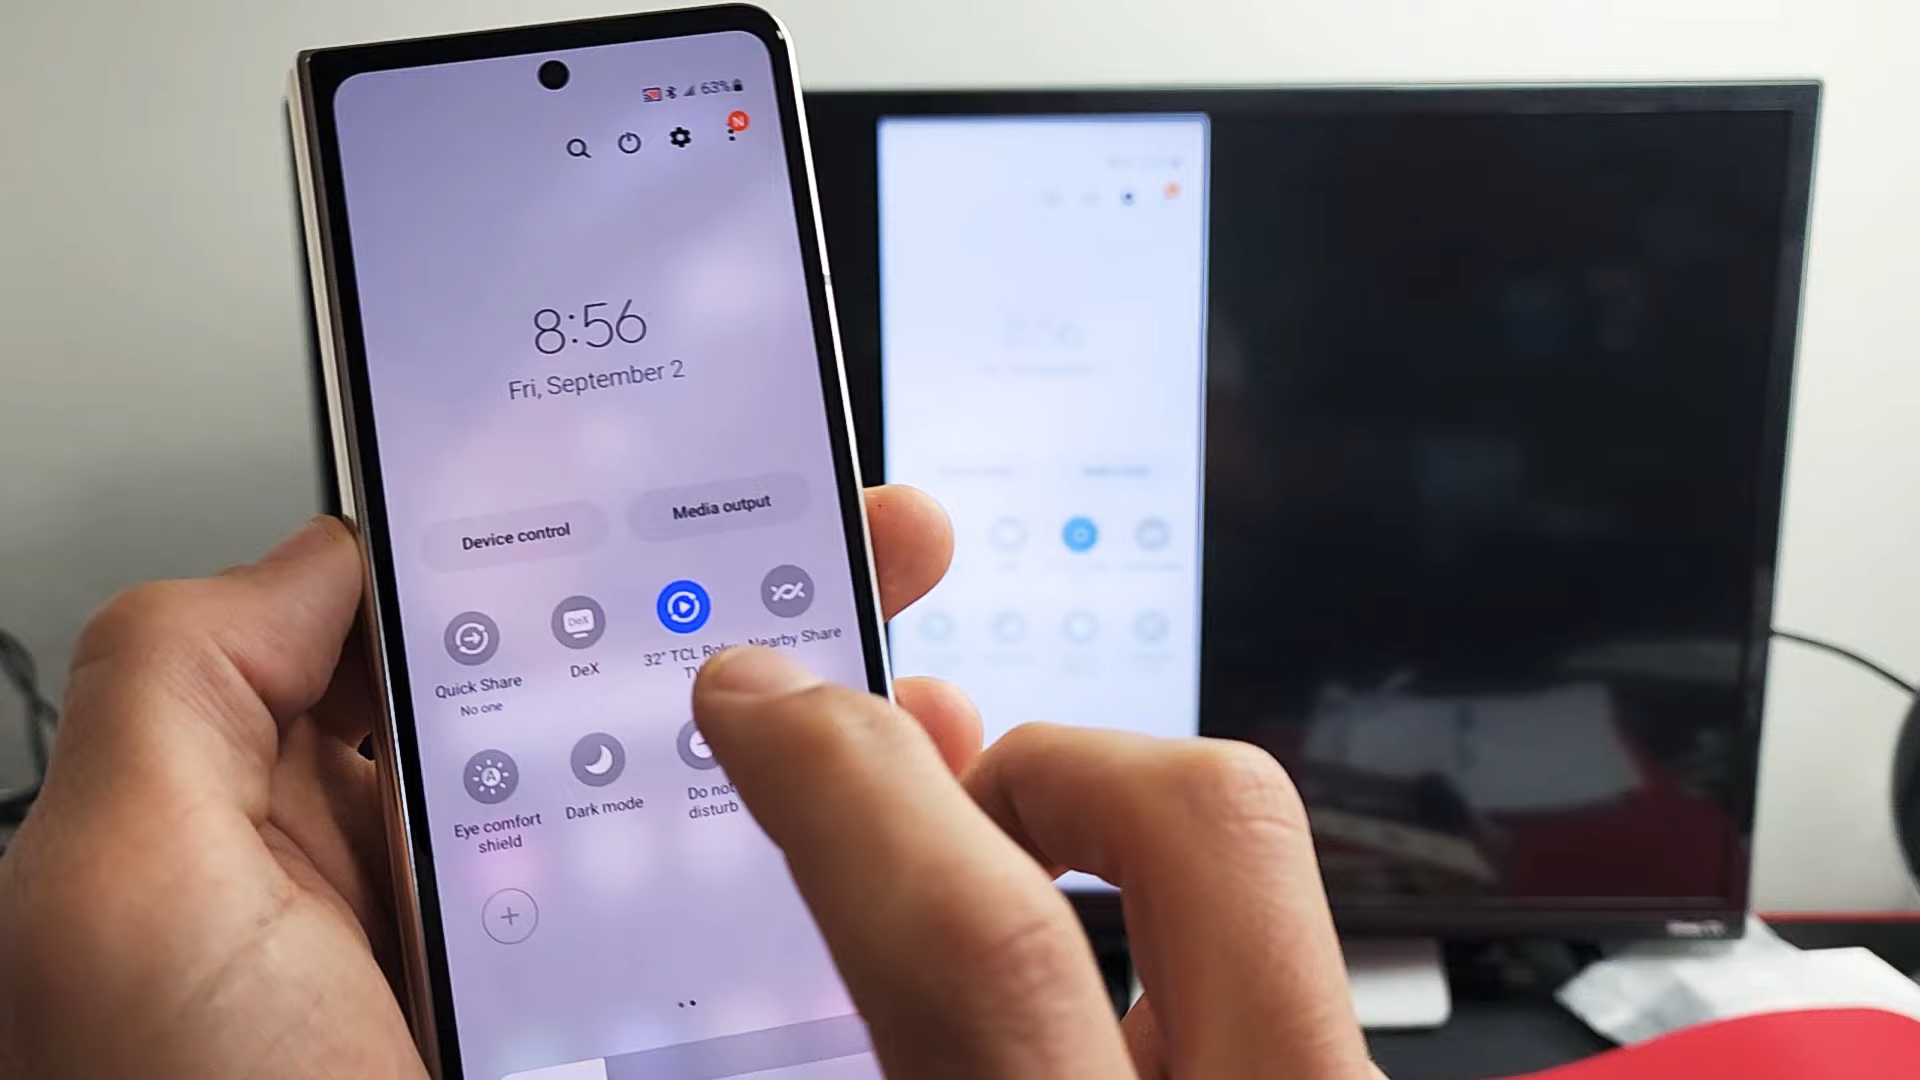 63%
N
8:56
Fri, September 2
Device control
Media output
DeX
Quick Share
No one
DeX
32" TCL Roku
TV
Nearby Share
A
Eye comfort
shield
Dark mode
Do not
disturb